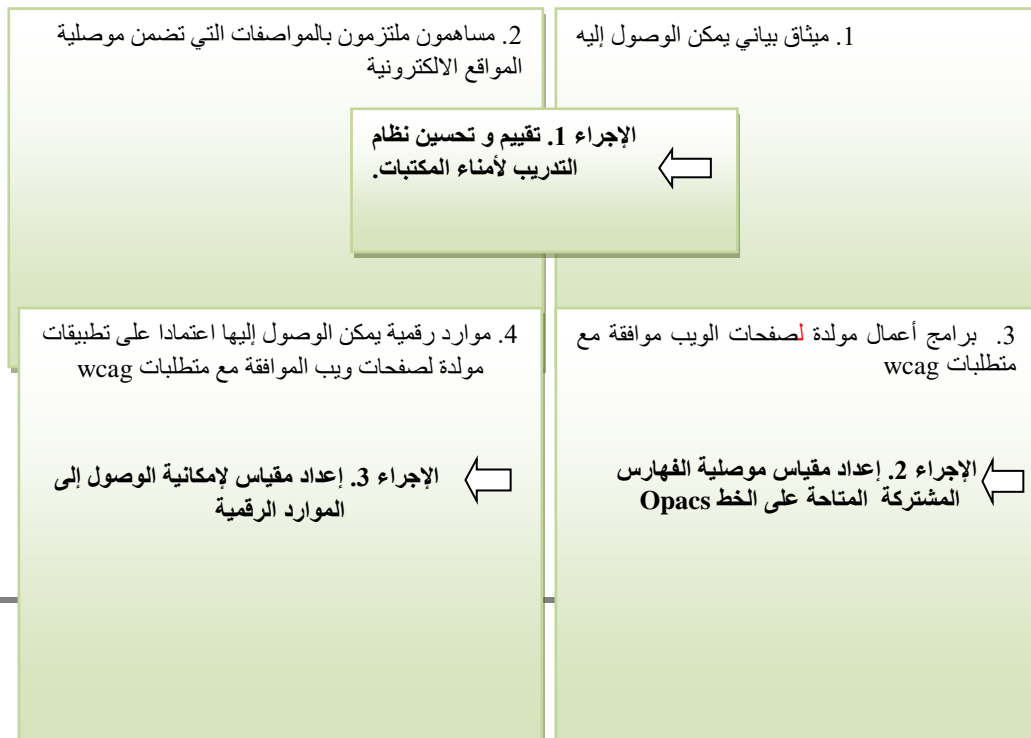 1. ميثاق بياني يمكن الوصول إليه
2. مساهمون ملتزمون بالمواصفات التي تضمن موصلية
المواقع الالكترونية
الإجراء 1. تقييم و تحسين نظام
التدريب لأمناء المكتبات.
3. برامج أعمال مولدة لصفحات الويب موافقة مع
متطلبات wcag
الإجراء 2. إعداد مقياس موصلية الفهارس
المشتركة المتاحة على الخط Opacs
4. موارد رقمية يمكن الوصول إليها اعتمادا على تطبيقات
مولدة لصفحات ويب الموافقة مع متطلبات wcag
الإجراء 3. إعداد مقياس لإمكانية الوصول إلى
الموارد الرقمية